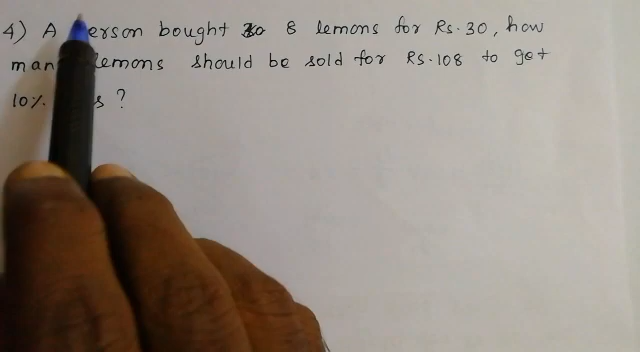 4) A erson bought 8 lemons for Rs.30, how
man lemons should be sold for Rs.108 to get
10% s ?